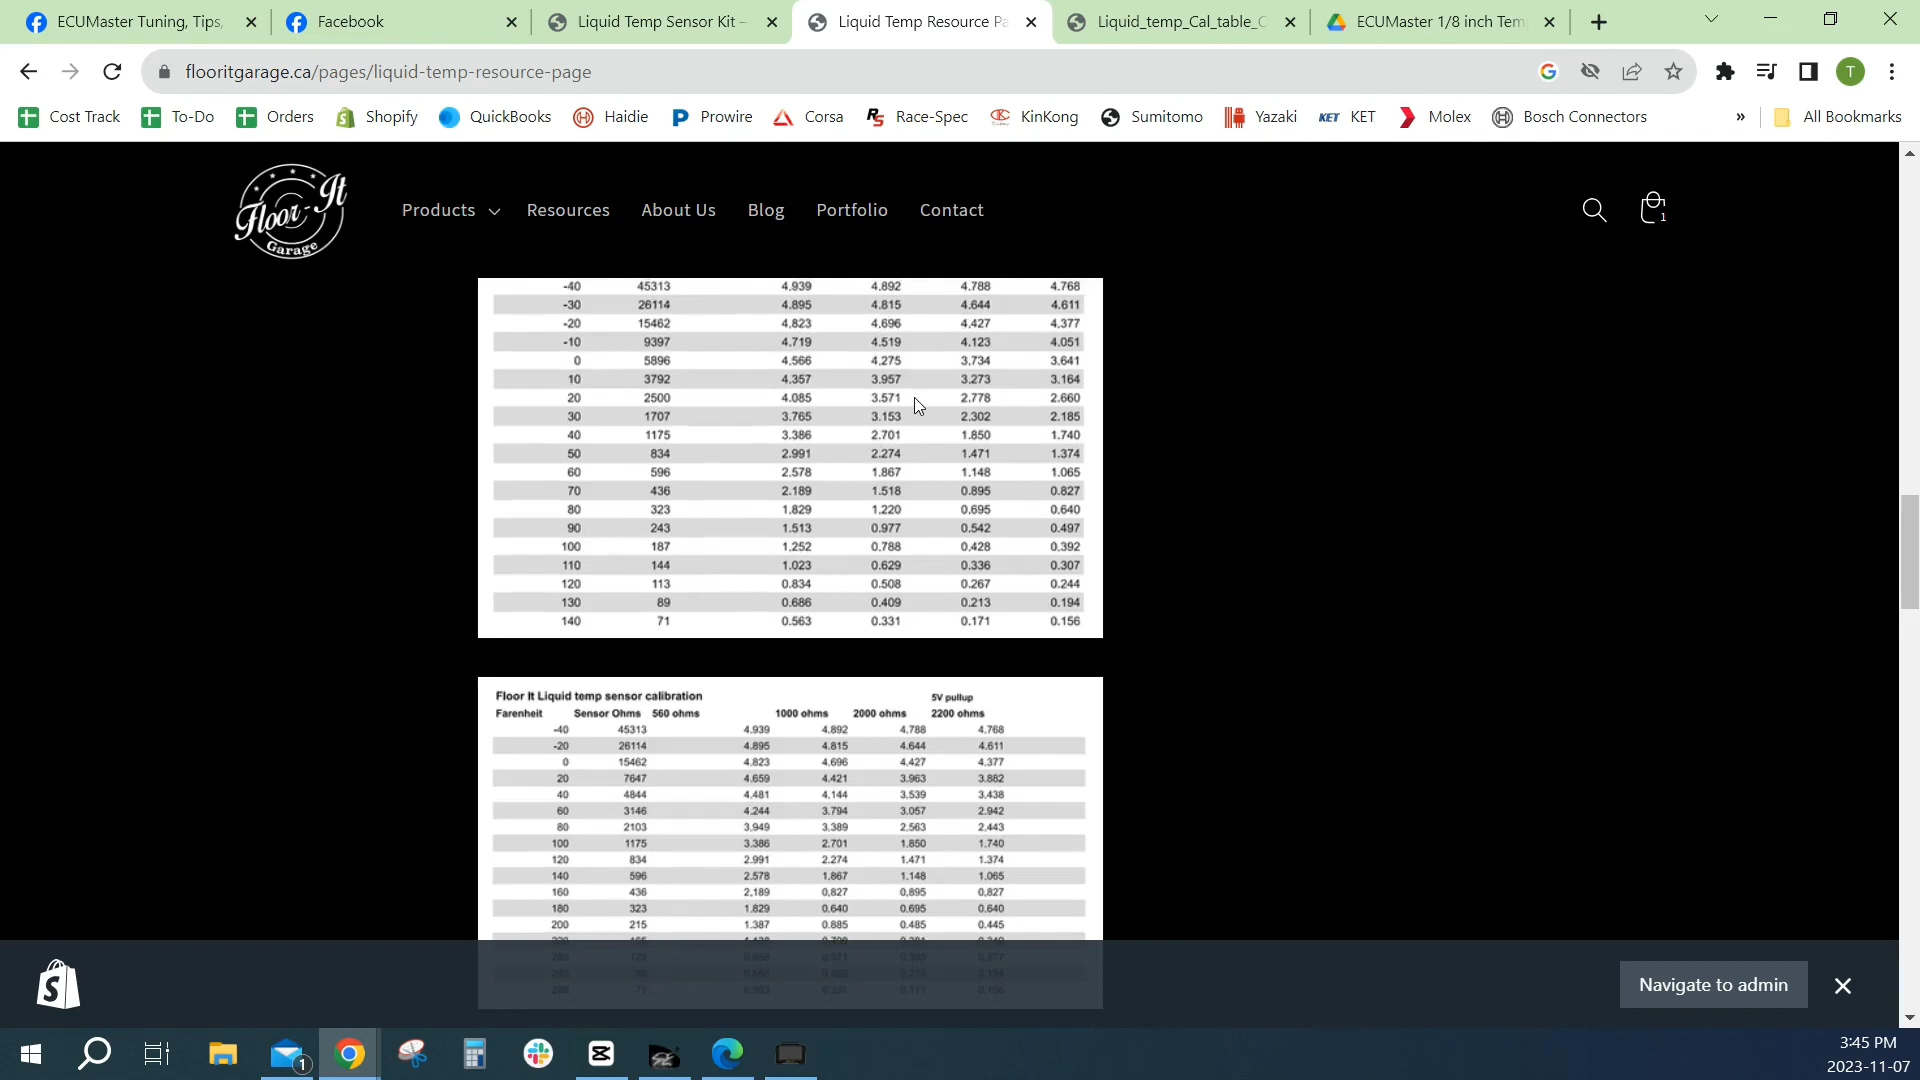 ECUMaster Tuning, Tips, Facebook Liquid Temp Sensor Kit – Liquid Temp Resource Pa Liquid_temp_Cal_table_C ECUMaster 1/8 inch Tem
flooritgarage.ca/pages/liquid-temp-resource-page T
Cost Track To-Do Orders Shopify QuickBooks Haidie Prowire Corsa Race-Spec KinKong Sumitomo Yazaki KET KET Molex Bosch Connectors » All Bookmarks
Floor-It
Garage
Products Resources About Us Blog Portfolio Contact 1
-40 45313 4.939 4.892 4.788 4.768
-30 26114 4.895 4.815 4.644 4.611
-20 15462 4.823 4.696 4.427 4.377
-10 9397 4.719 4.519 4.123 4.051
0 5896 4.566 4.275 3.734 3.641
10 3792 4.357 3.957 3.273 3.164
20 2500 4.085 3.571 2.778 2.660
30 1707 3.765 3.153 2.302 2.185
40 1175 3.386 2.701 1.850 1.740
50 834 2.991 2.274 1.471 1.374
60 596 2.578 1.867 1.148 1.065
70 436 2.189 1.518 0.895 0.827
80 323 1.829 1.220 0.695 0.640
90 243 1.513 0.977 0.542 0.497
100 187 1.252 0.788 0.428 0.392
110 144 1.023 0.629 0.336 0.307
120 113 0.834 0.508 0.267 0.244
130 89 0.686 0.409 0.213 0.194
140 71 0.563 0.331 0.171 0.156
Floor It Liquid temp sensor calibration 5V pullup
Farenheit Sensor Ohms 560 ohms 1000 ohms 2000 ohms 2200 ohms
-40 45313 4.939 4.892 4.788 4.768
-20 26114 4.895 4.815 4.644 4.611
0 15462 4.823 4.696 4.427 4.377
20 7647 4.659 4.421 3.963 3.882
40 4844 4.481 4.144 3.539 3.438
60 3146 4.244 3.794 3.057 2.942
80 2103 3.949 3.389 2.563 2.443
100 1175 3.386 2.701 1.850 1.740
120 834 2.991 2.274 1.471 1.374
140 596 2.578 1.867 1.148 1.065
160 436 2.189 0.827 0.895 0.827
180 323 1.829 0.640 0.695 0.640
200 215 1.387 0.885 0.485 0.445
Navigate to admin
1
3:45 PM
2023-11-07